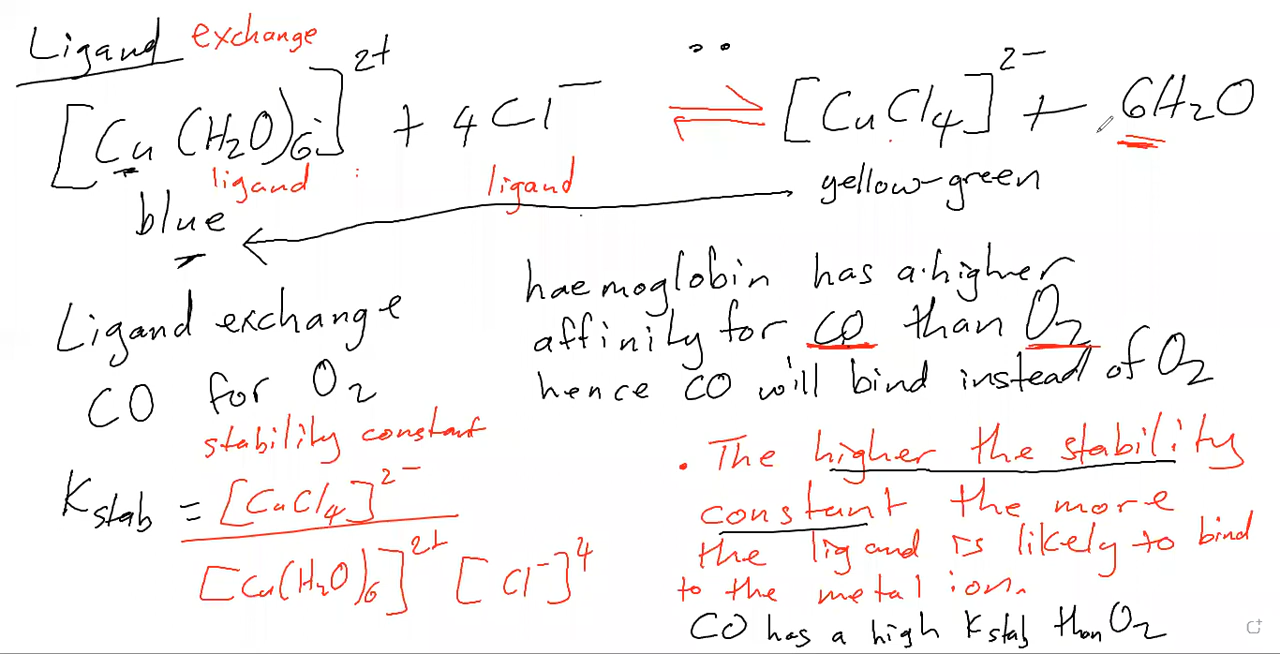 Ligand exchange
[Cu(H₂O)₆]²⁺ + 4Cl⁻ ⇌ [CuCl₄]²⁻ + 6H₂O
ligand ligand
blue yellow-green
Ligand exchange
CO for O₂
haemoglobin has a higher
affinity for CO than O₂
hence CO will bind instead of O₂
stability constant
Kstab = [CuCl₄]²⁻
[Cu(H₂O)₆]²⁺ [Cl⁻]⁴
• The higher the stability
constant the more
the ligand is likely to bind
to the metal ion.
CO has a high Kstab than O₂